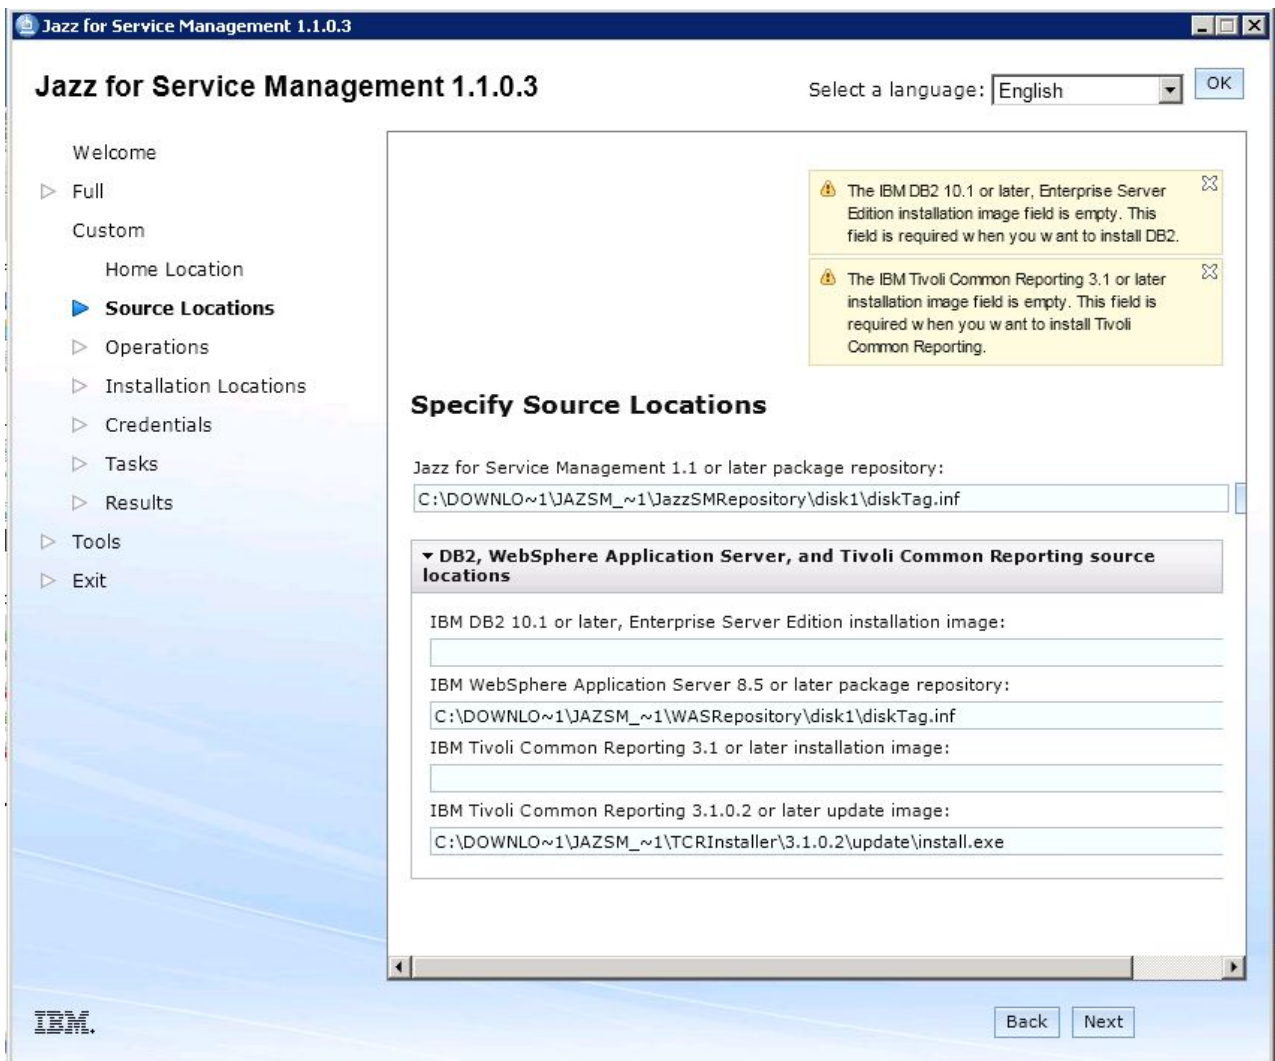 Jazz for Service Management 1.1.0.3
Jazz for Service Management 1.1.0.3
Select a language:
English
OK
Welcome
Full
Custom
Home Location
Source Locations
Operations
Installation Locations
Credentials
Tasks
Results
Tools
Exit
The IBM DB2 10.1 or later, Enterprise Server
Edition installation image field is empty. This
field is required when you want to install DB2.
The IBM Tivoli Common Reporting 3.1 or later
installation image field is empty. This field is
required when you want to install Tivoli
Common Reporting.
Specify Source Locations
Jazz for Service Management 1.1 or later package repository:
C:\DOWNLO~1\JAZSM_~1\JazzSMRepository\disk1\diskTag.inf
DB2, WebSphere Application Server, and Tivoli Common Reporting source
locations
IBM DB2 10.1 or later, Enterprise Server Edition installation image:
IBM WebSphere Application Server 8.5 or later package repository:
C:\DOWNLO~1\JAZSM_~1\WASRepository\disk1\diskTag.inf
IBM Tivoli Common Reporting 3.1 or later installation image:
IBM Tivoli Common Reporting 3.1.0.2 or later update image:
C:\DOWNLO~1\JAZSM_~1\TCRInstaller\3.1.0.2\update\install.exe
IBM.
Back
Next